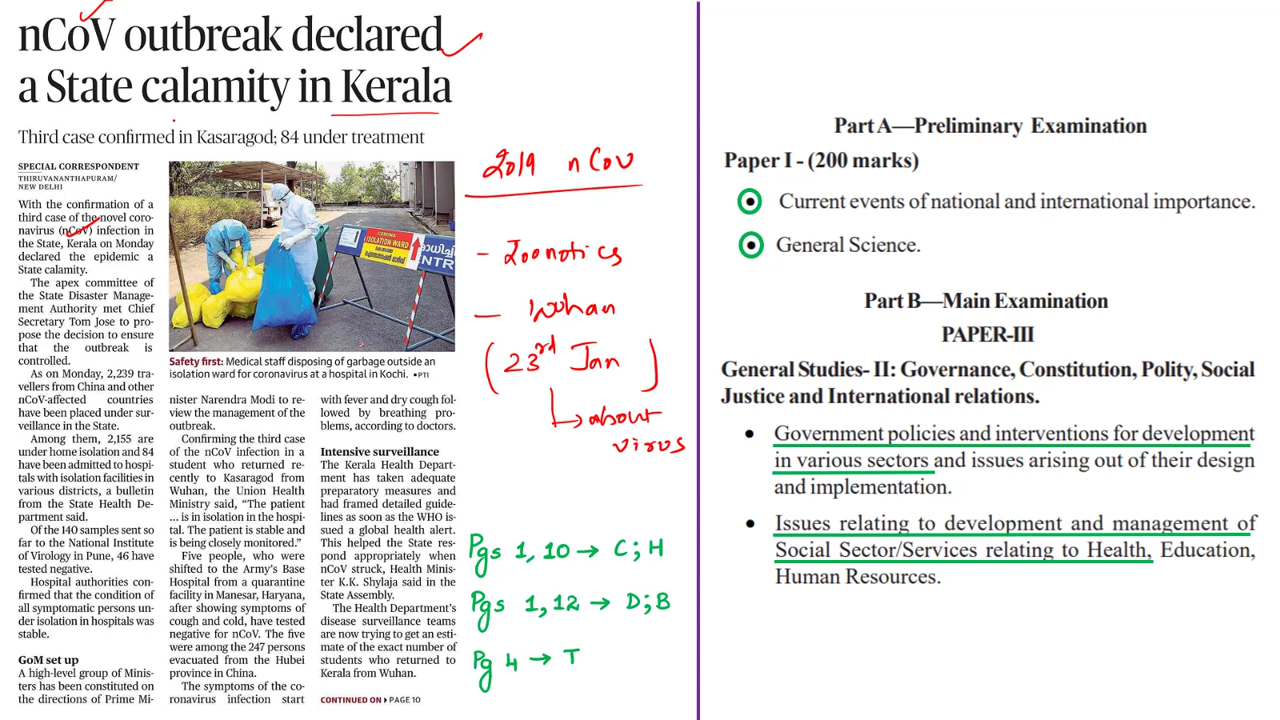 nCoV outbreak declared
a State calamity in Kerala
Third case confirmed in Kasaragod; 84 under treatment
SPECIAL CORRESPONDENT
THIRUVANANTHAPURAM/
NEW DELHI
With the confirmation of a
third case of the novel coro-
navirus (nCoV) infection in
the State, Kerala on Monday
declared the epidemic a
State calamity.
The apex committee of
the State Disaster Manage-
ment Authority met Chief
Secretary Tom Jose to pro-
pose the decision to ensure
that the outbreak is
controlled.
As on Monday, 2,239 tra-
vellers from China and other
nCoV-affected countries
have been placed under sur-
veillance in the State.
Among them, 2,155 are
under home isolation and 84
have been admitted to hospi-
tals with isolation facilities in
various districts, a bulletin
from the State Health De-
partment said.
Of the 140 samples sent so
far to the National Institute
of Virology in Pune, 46 have
tested negative.
Hospital authorities con-
firmed that the condition of
all symptomatic persons un-
der isolation in hospitals was
stable.
GoM set up
A high-level group of Minis-
ters has been constituted on
the directions of Prime Mi-
CORONA
ISOLATION WARD
NTR
Safety first: Medical staff disposing of garbage outside an
isolation ward for coronavirus at a hospital in Kochi. •PTI
nister Narendra Modi to re-
view the management of the
outbreak.
Confirming the third case
of the nCoV infection in a
student who returned re-
cently to Kasaragod from
Wuhan, the Union Health
Ministry said, “The patient
... is in isolation in the hospi-
tal. The patient is stable and
is being closely monitored.”
Five people, who were
shifted to the Army's Base
Hospital from a quarantine
facility in Manesar, Haryana,
after showing symptoms of
cough and cold, have tested
negative for nCoV. The five
were among the 247 persons
evacuated from the Hubei
province in China.
The symptoms of the co-
ronavirus infection start
with fever and dry cough fol-
lowed by breathing pro-
blems, according to doctors.
Intensive surveillance
The Kerala Health Depart-
ment has taken adequate
preparatory measures and
had framed detailed guide-
lines as soon as the WHO is-
sued a global health alert.
This helped the State res-
pond appropriately when
nCoV struck, Health Minis-
ter K.K. Shylaja said in the
State Assembly.
The Health Department's
disease surveillance teams
are now trying to get an esti-
mate of the exact number of
students who returned to
Kerala from Wuhan.
CONTINUED ON ▸ PAGE 10
2019 nCoV
- Zoonotics
- Wuhan
(23rd Jan)
↳ about
virus
Pgs 1, 10 → C; H
Pgs 1, 12 → D; B
Pg 4 → T
Part A—Preliminary Examination
Paper I - (200 marks)
Current events of national and international importance.
General Science.
Part B—Main Examination
PAPER-III
General Studies- II: Governance, Constitution, Polity, Social
Justice and International relations.
• Government policies and interventions for development
in various sectors and issues arising out of their design
and implementation.
• Issues relating to development and management of
Social Sector/Services relating to Health, Education,
Human Resources.